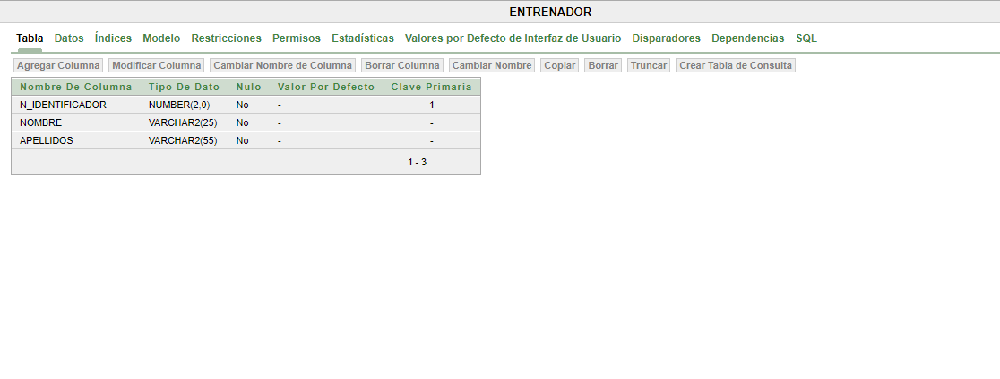 ENTRENADOR
Tabla Datos Índices Modelo Restricciones Permisos Estadísticas Valores por Defecto de Interfaz de Usuario Disparadores Dependencias SQL
Agregar Columna Modificar Columna Cambiar Nombre de Columna Borrar Columna Cambiar Nombre Copiar Borrar Truncar Crear Tabla de Consulta
Nombre De Columna Tipo De Dato Nulo Valor Por Defecto Clave Primaria
N_IDENTIFICADOR NUMBER(2,0) No - 1
NOMBRE VARCHAR2(25) No - -
APELLIDOS VARCHAR2(55) No - -
1 - 3